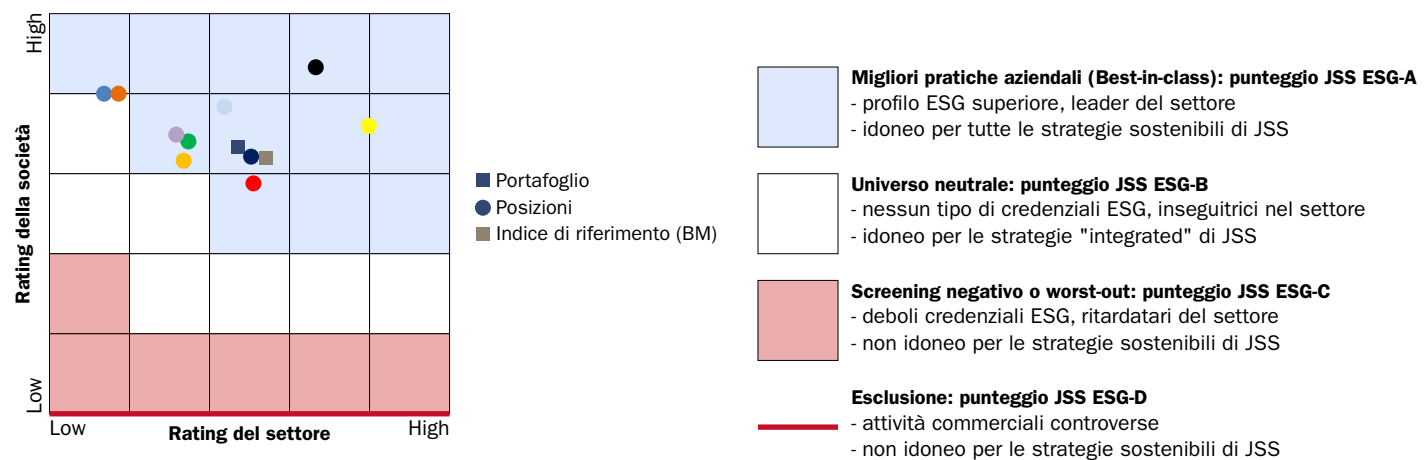 High
Rating della società
Low
Low
Rating del settore
High
Portafoglio
Posizioni
Indice di riferimento (BM)
Migliori pratiche aziendali (Best-in-class): punteggio JSS ESG-A
- profilo ESG superiore, leader del settore
- idoneo per tutte le strategie sostenibili di JSS
Universo neutrale: punteggio JSS ESG-B
- nessun tipo di credenziali ESG, inseguitrici nel settore
- idoneo per le strategie "integrated" di JSS
Screening negativo o worst-out: punteggio JSS ESG-C
- deboli credenziali ESG, ritardatari del settore
- non idoneo per le strategie sostenibili di JSS
Esclusione: punteggio JSS ESG-D
- attività commerciali controverse
- non idoneo per le strategie sostenibili di JSS